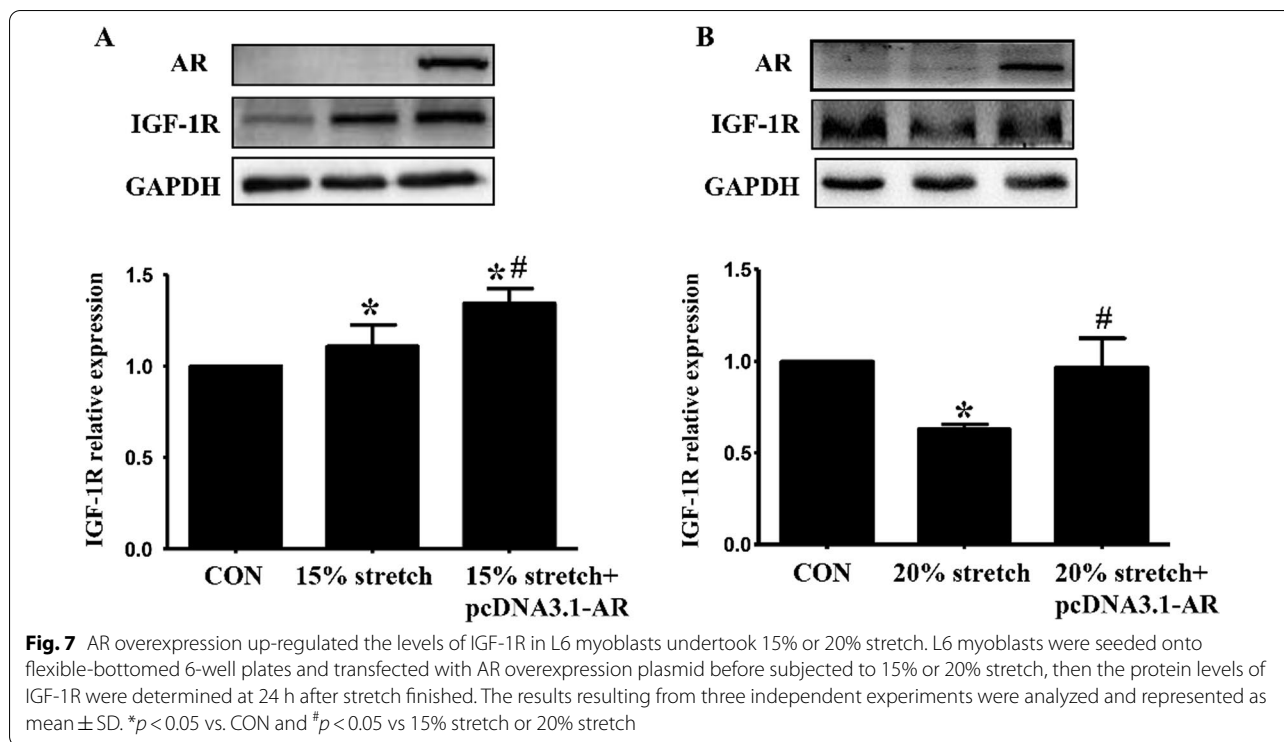 A
AR
IGF-1R
GAPDH
IGF-1R relative expression
1.5
1.0
0.5
0.0
*
*#
CON
15% stretch
15% stretch+
pcDNA3.1-AR
B
AR
IGF-1R
GAPDH
IGF-1R relative expression
1.5
1.0
0.5
0.0
*
#
CON
20% stretch
20% stretch+
pcDNA3.1-AR
Fig. 7 AR overexpression up-regulated the levels of IGF-1R in L6 myoblasts undertook 15% or 20% stretch. L6 myoblasts were seeded onto
flexible-bottomed 6-well plates and transfected with AR overexpression plasmid before subjected to 15% or 20% stretch, then the protein levels of
IGF-1R were determined at 24 h after stretch finished. The results resulting from three independent experiments were analyzed and represented as
mean ± SD. *p < 0.05 vs. CON and #p < 0.05 vs 15% stretch or 20% stretch